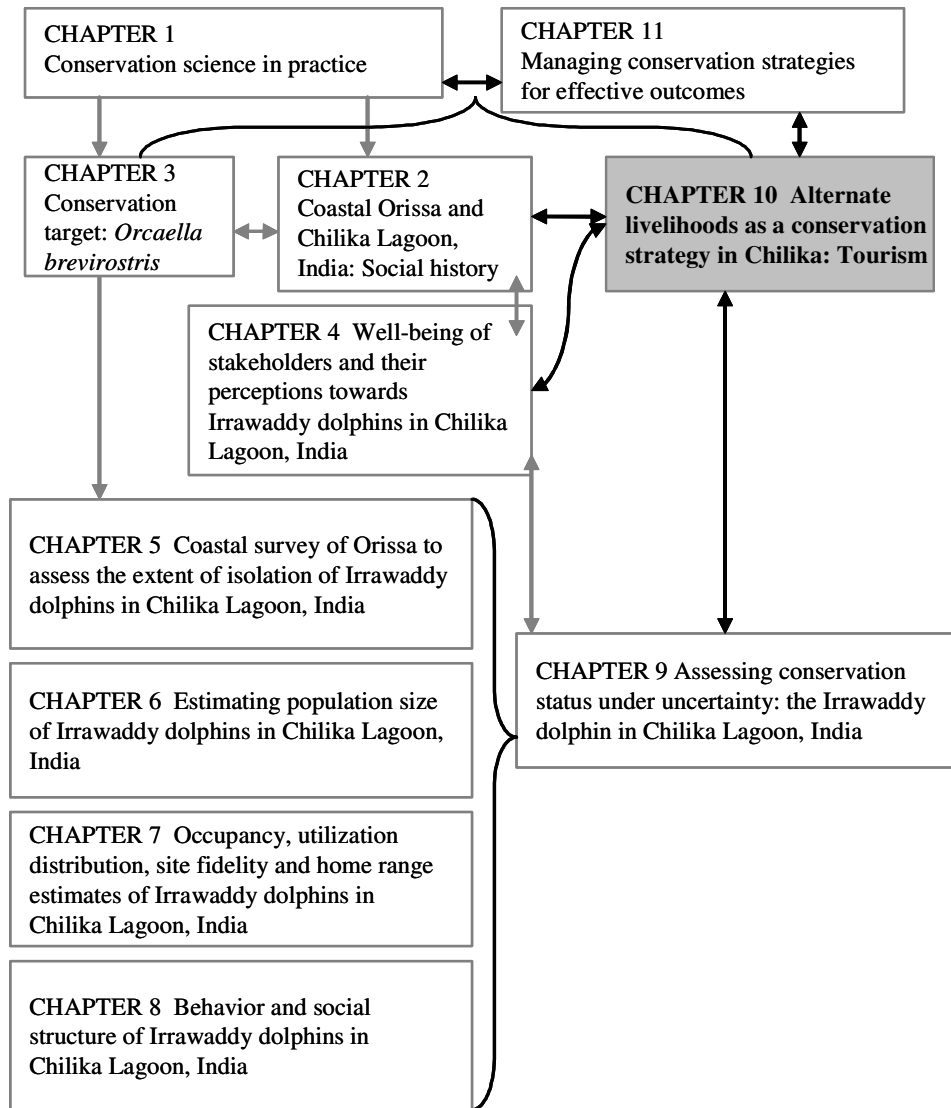 CHAPTER 1
Conservation science in practice
CHAPTER 11
Managing conservation strategies
for effective outcomes
CHAPTER 3
Conservation
target: Orcaella
brevirostris
CHAPTER 2
Coastal Orissa and
Chilika Lagoon,
India: Social history
CHAPTER 10 Alternate
livelihoods as a conservation
strategy in Chilika: Tourism
CHAPTER 4 Well-being of
stakeholders and their
perceptions towards
Irrawaddy dolphins in Chilika
Lagoon, India
CHAPTER 5 Coastal survey of Orissa to
assess the extent of isolation of Irrawaddy
dolphins in Chilika Lagoon, India
CHAPTER 6 Estimating population size
of Irrawaddy dolphins in Chilika Lagoon,
India
CHAPTER 7 Occupancy, utilization
distribution, site fidelity and home range
estimates of Irrawaddy dolphins in
Chilika Lagoon, India
CHAPTER 8 Behavior and social
structure of Irrawaddy dolphins in
Chilika Lagoon, India
CHAPTER 9 Assessing conservation
status under uncertainty: the Irrawaddy
dolphin in Chilika Lagoon, India